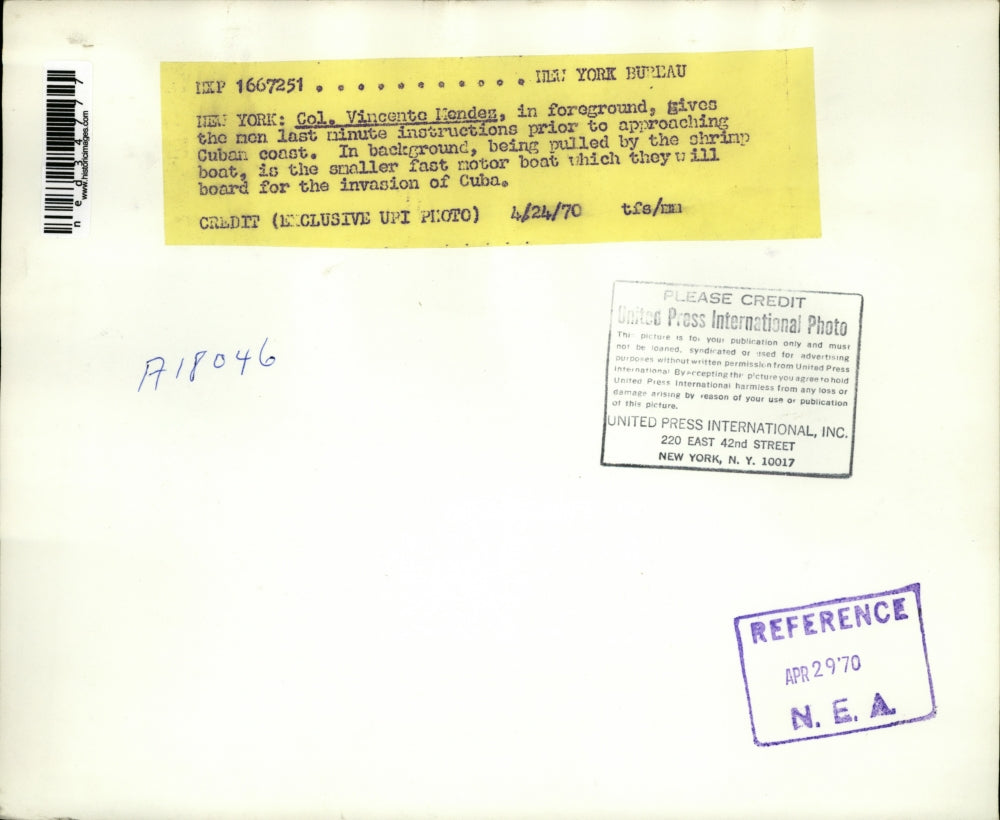 NXP 1667251 . . . . . . . . . . . . NEW YORK BUREAU
NEW YORK: Col. Vincente Mendez, in foreground, gives
the men last minute instructions prior to approaching
Cuban coast. In background, being pulled by the shrimp
boat, is the smaller fast motor boat which they will
board for the invasion of Cuba.
CREDIT (EXCLUSIVE UPI PHOTO) 4/24/70 tfs/mm
www.historicimages.com
A18046
PLEASE CREDIT
United Press International Photo
This picture is for your publication only and must
not be loaned, syndicated or used for advertising
purposes without written permission from United Press
International By accepting the picture you agree to hold
United Press International harmless from any loss or
damage arising by reason of your use or publication
of this picture.
UNITED PRESS INTERNATIONAL, INC.
220 EAST 42nd STREET
NEW YORK, N. Y. 10017
REFERENCE
APR 29'70
N. E. A.